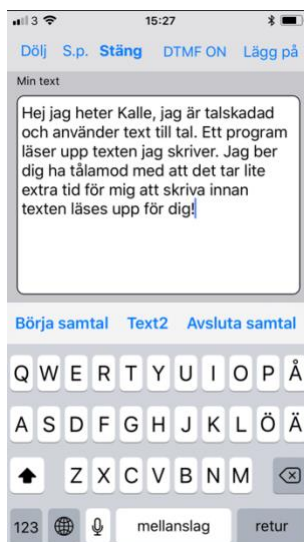 3 15:27
Dölj S.p. Stäng DTMF ON Lägg på
Min text
Hej jag heter Kalle, jag är talskadad
och använder text till tal. Ett program
läser upp texten jag skriver. Jag ber
dig ha tålamod med att det tar lite
extra tid för mig att skriva innan
texten läses upp för dig!
Börja samtal Text2 Avsluta samtal
Q W E R T Y U I O P Å
A S D F G H J K L Ö Ä
Z X C V B N M
123 mellanslag retur